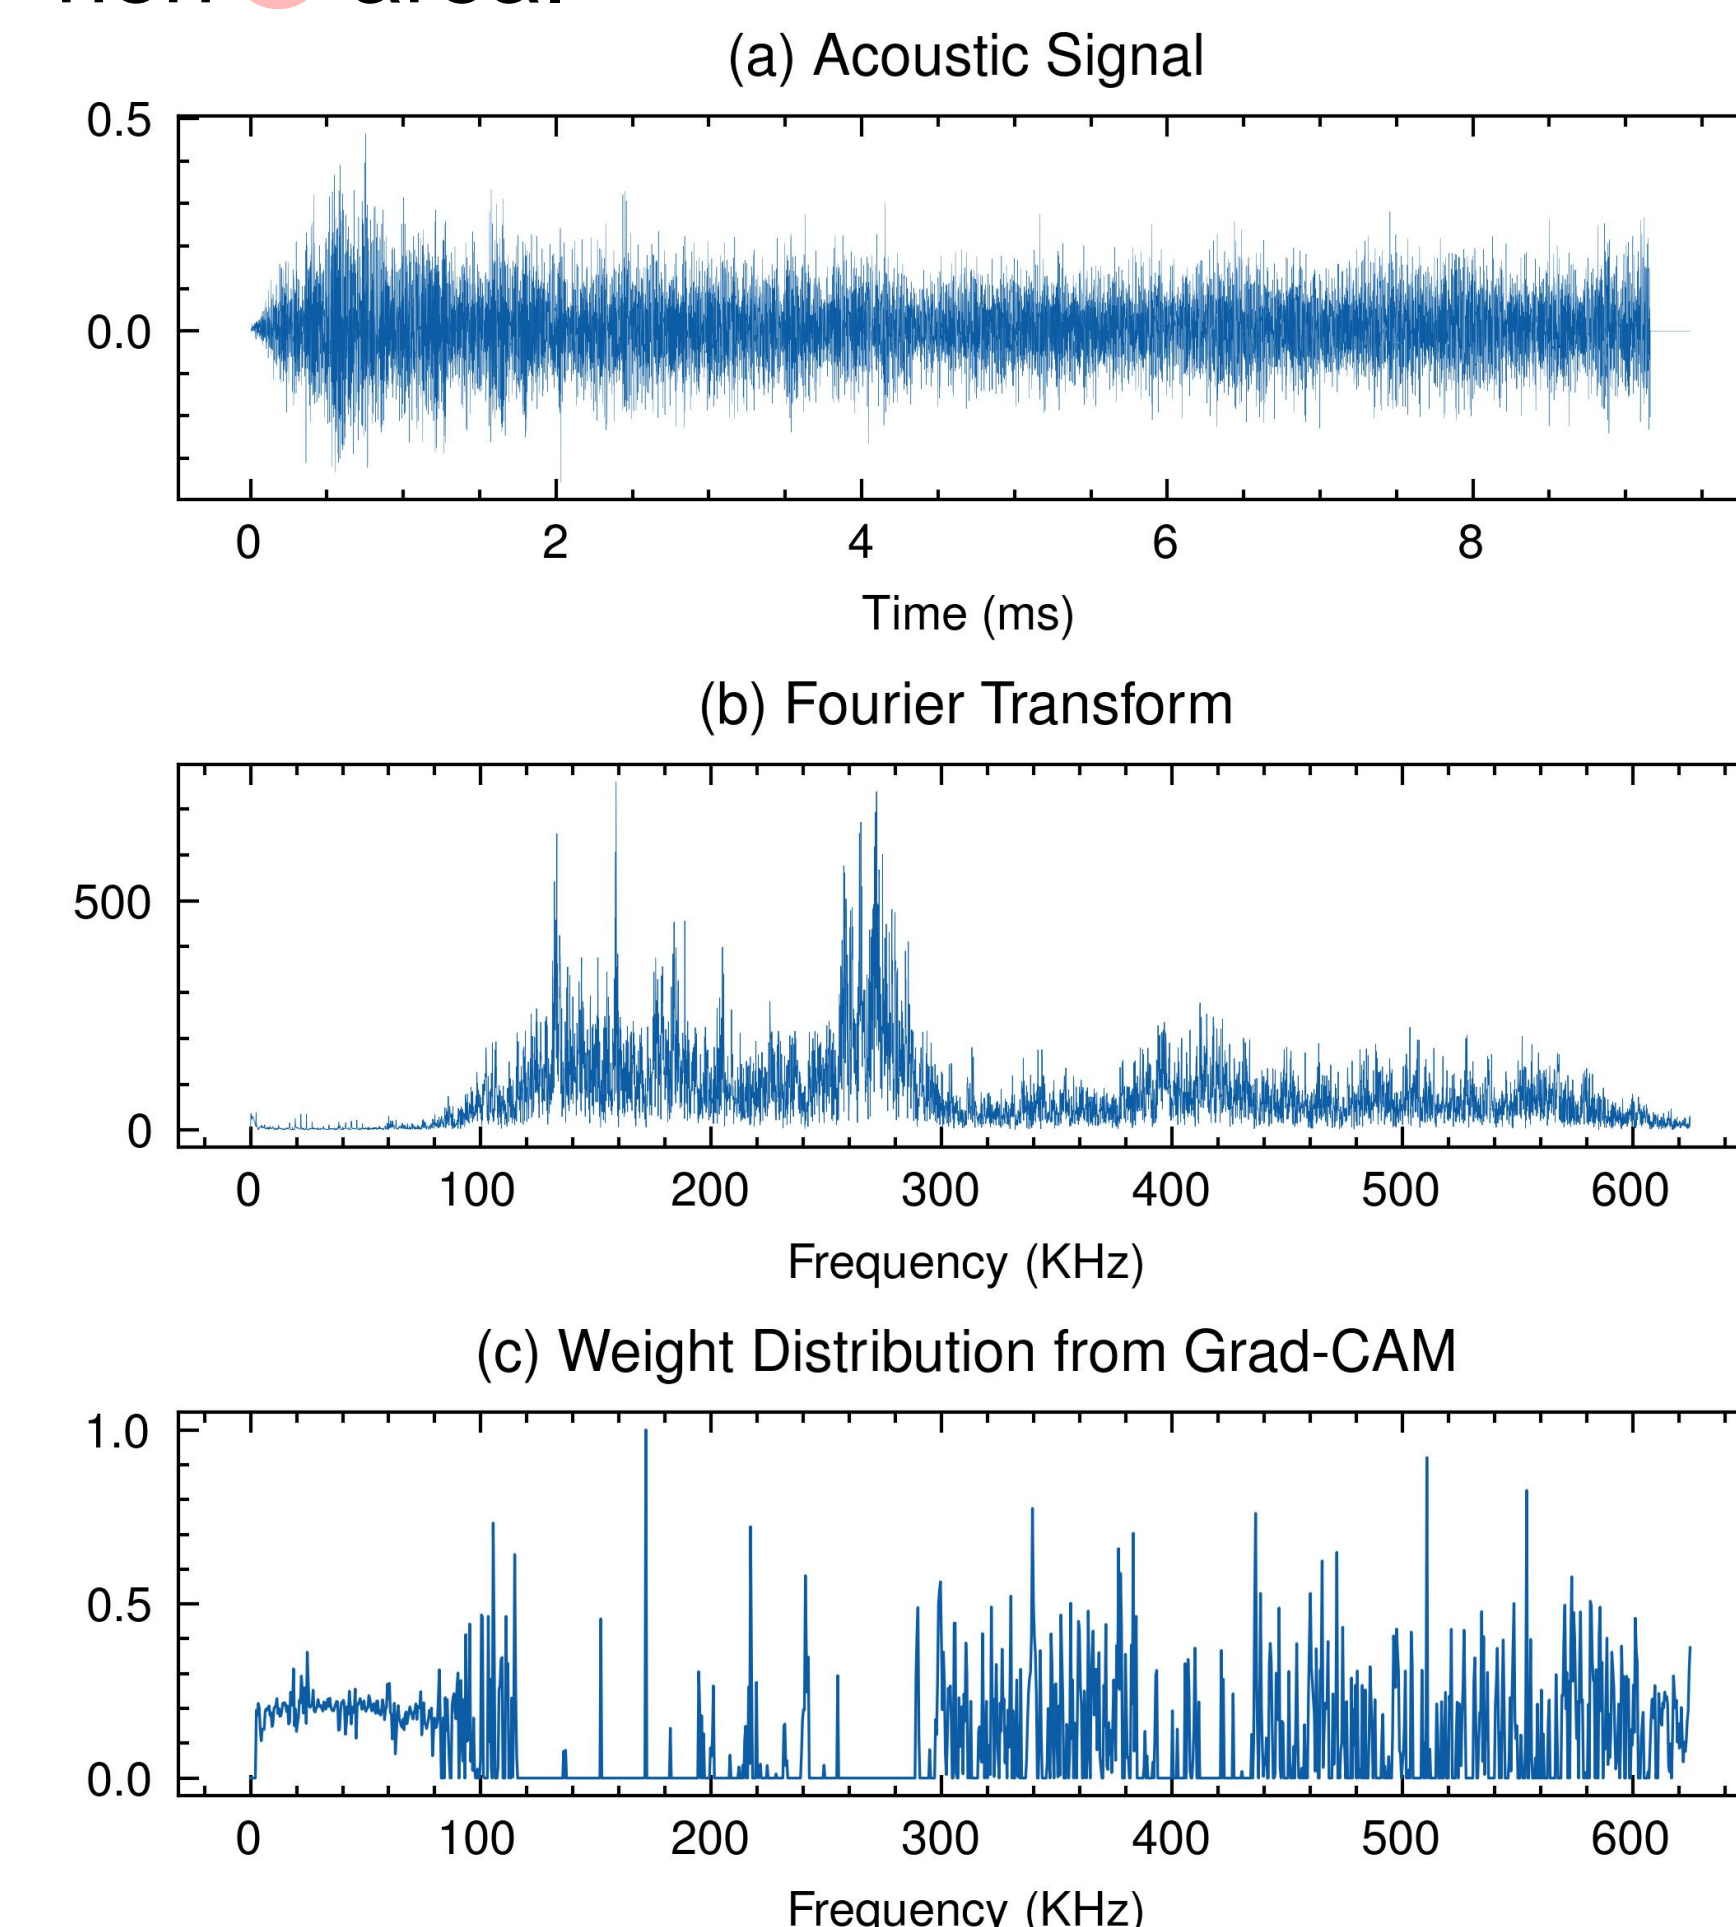 (a) Acoustic Signal
0.5
0.0
0 2 4 6 8
Time (ms)
(b) Fourier Transform
500
0
0 100 200 300 400 500 600
Frequency (KHz)
(c) Weight Distribution from Grad-CAM
1.0
0.5
0.0
0 100 200 300 400 500 600
Frequency (KHz)